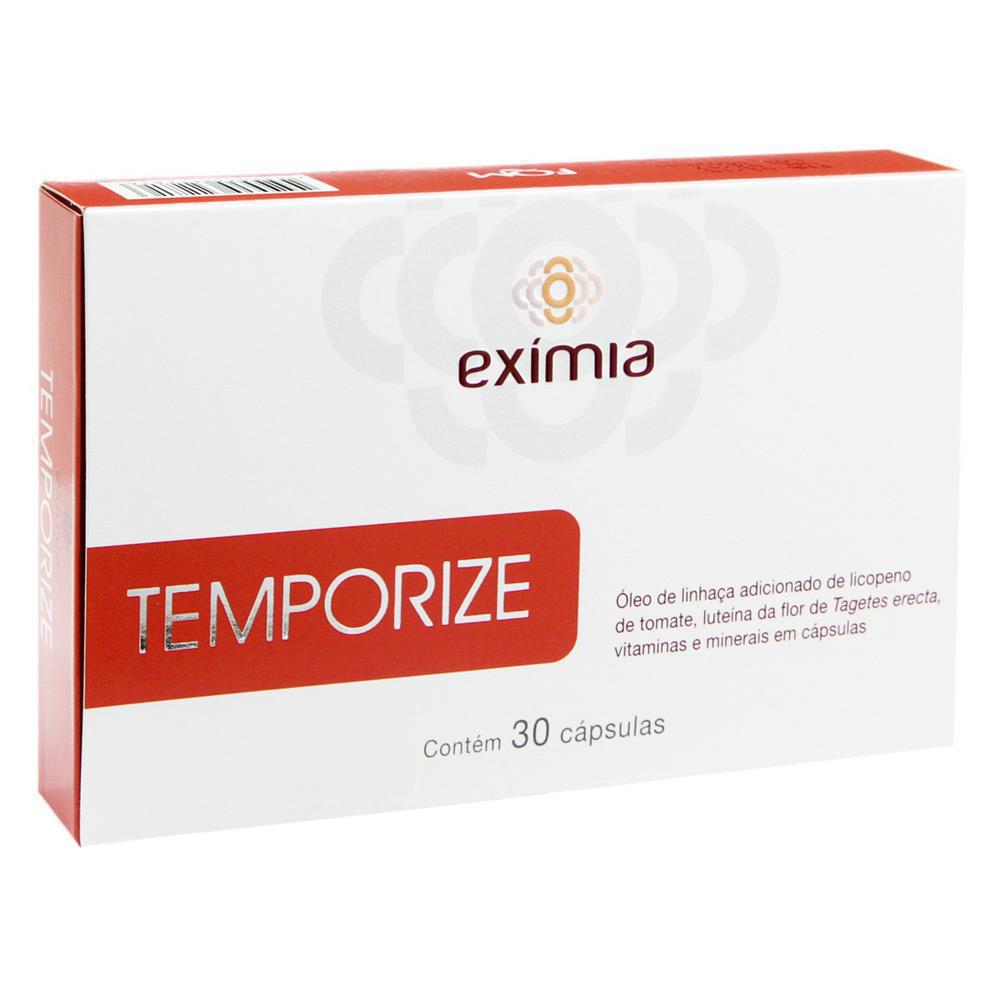 FQM
exímia
TEMPORIZE
TEMPORIZE
Óleo de linhaça adicionado de licopeno
de tomate, luteína da flor de Tagetes erecta,
vitaminas e minerais em cápsulas
Contém 30 cápsulas